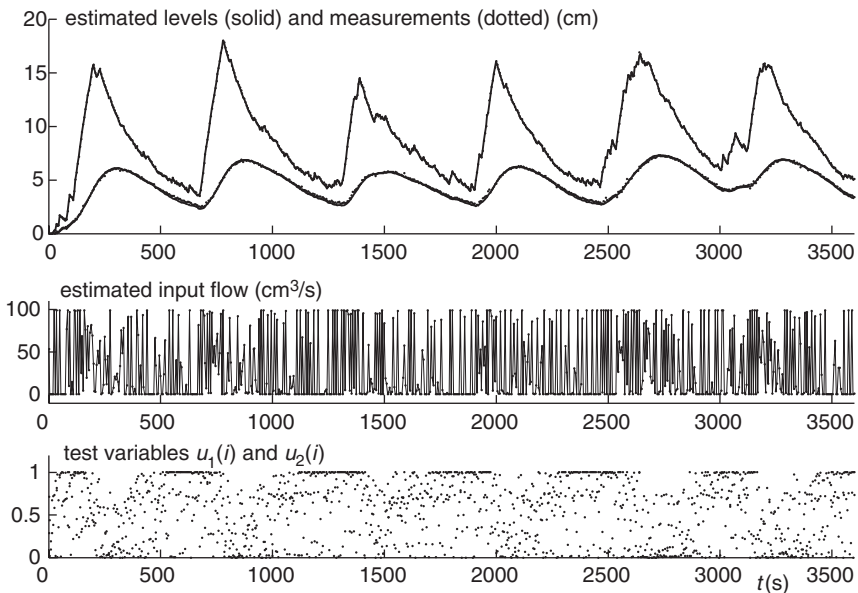 20
estimated levels (solid) and measurements (dotted) (cm)
15
10
5
0
0 500 1000 1500 2000 2500 3000 3500
estimated input flow (cm³/s)
100
50
0
0 500 1000 1500 2000 2500 3000 3500
test variables u₁(i) and u₂(i)
1
0.5
0
0 500 1000 1500 2000 2500 3000 3500
t(s)